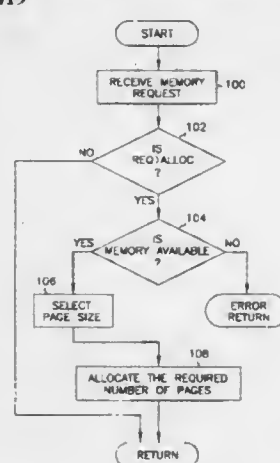 START
RECEIVE MEMORY
REQUEST
100
102
IS
REQ>ALLOC
?
NO
YES
104
IS
MEMORY AVAILABLE
?
YES
NO
106
SELECT
PAGE SIZE
ERROR
RETURN
108
ALLOCATE THE REQUIRED
NUMBER OF PAGES
RETURN